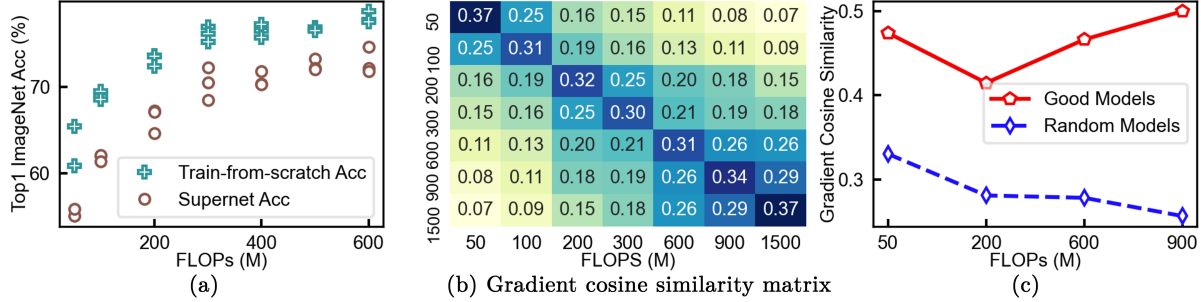 Top1 ImageNet Acc (%)
70
60
Train-from-scratch Acc
Supernet Acc
200 400 600
FLOPs (M)
(a)
50 0.37 0.25 0.16 0.15 0.11 0.08 0.07
100 0.25 0.31 0.19 0.16 0.13 0.11 0.09
200 0.16 0.19 0.32 0.25 0.20 0.18 0.15
300 0.15 0.16 0.25 0.30 0.21 0.19 0.18
600 0.11 0.13 0.20 0.21 0.31 0.26 0.26
900 0.08 0.11 0.18 0.19 0.26 0.34 0.29
1500 0.07 0.09 0.15 0.18 0.26 0.29 0.37
50 100 200 300 600 900 1500
FLOPS (M)
(b) Gradient cosine similarity matrix
Gradient Cosine Similarity
0.5
0.4
0.3
Good Models
Random Models
50 200 600 900
FLOPs (M)
(c)